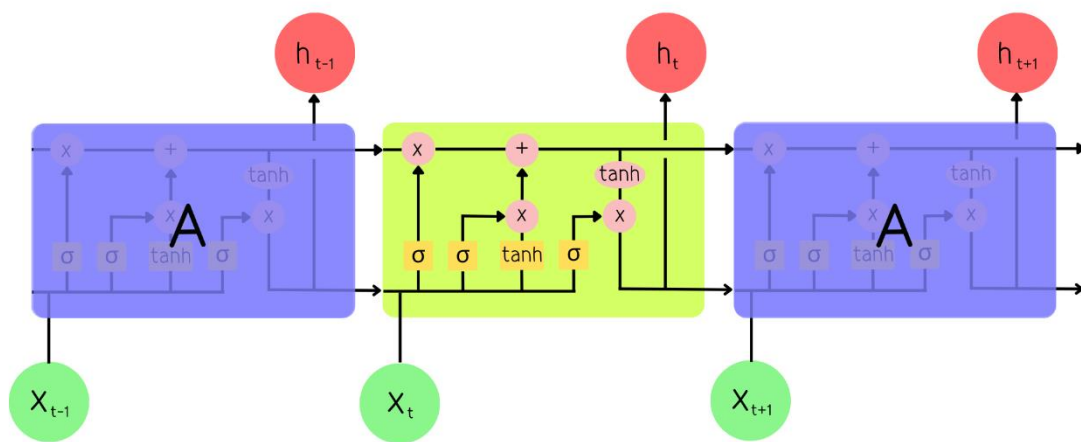 h t-1
h t
h t+1
x + x + x +
tanh tanh tanh
A x x x x A x x
σ σ tanh σ σ σ tanh σ σ σ tanh σ
X t-1
X t
X t+1